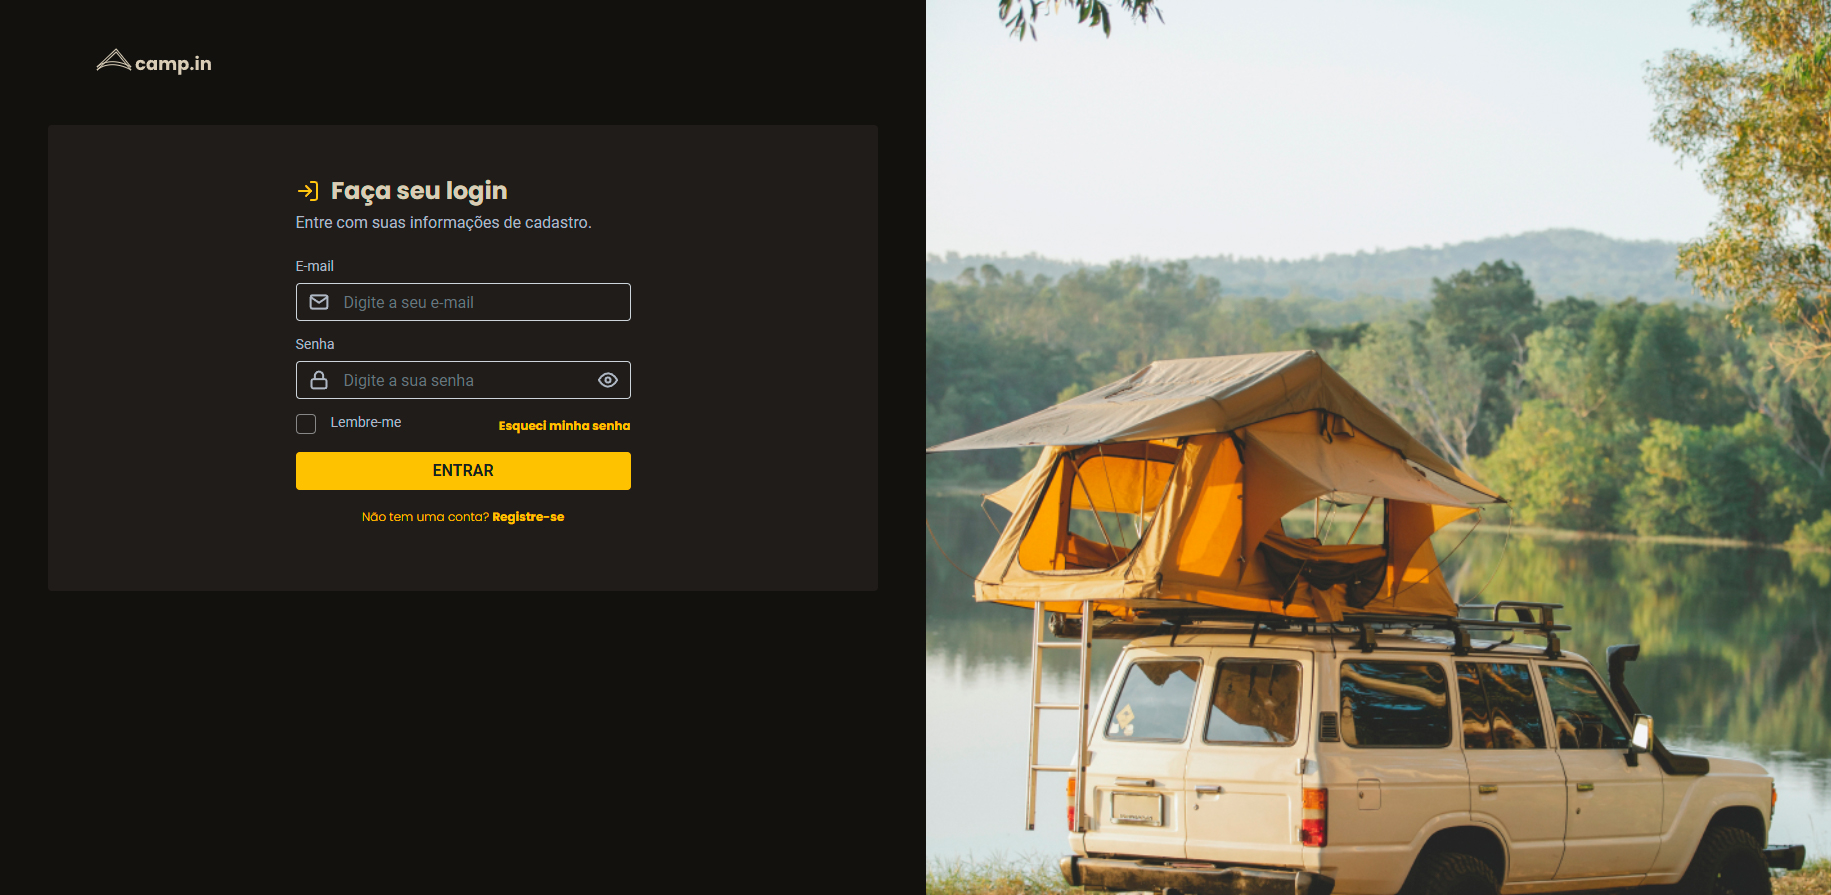 camp.in
Faça seu login
Entre com suas informações de cadastro.
E-mail
Digite a seu e-mail
Senha
Digite a sua senha
Lembre-me
Esqueci minha senha
ENTRAR
Não tem uma conta? Registre-se